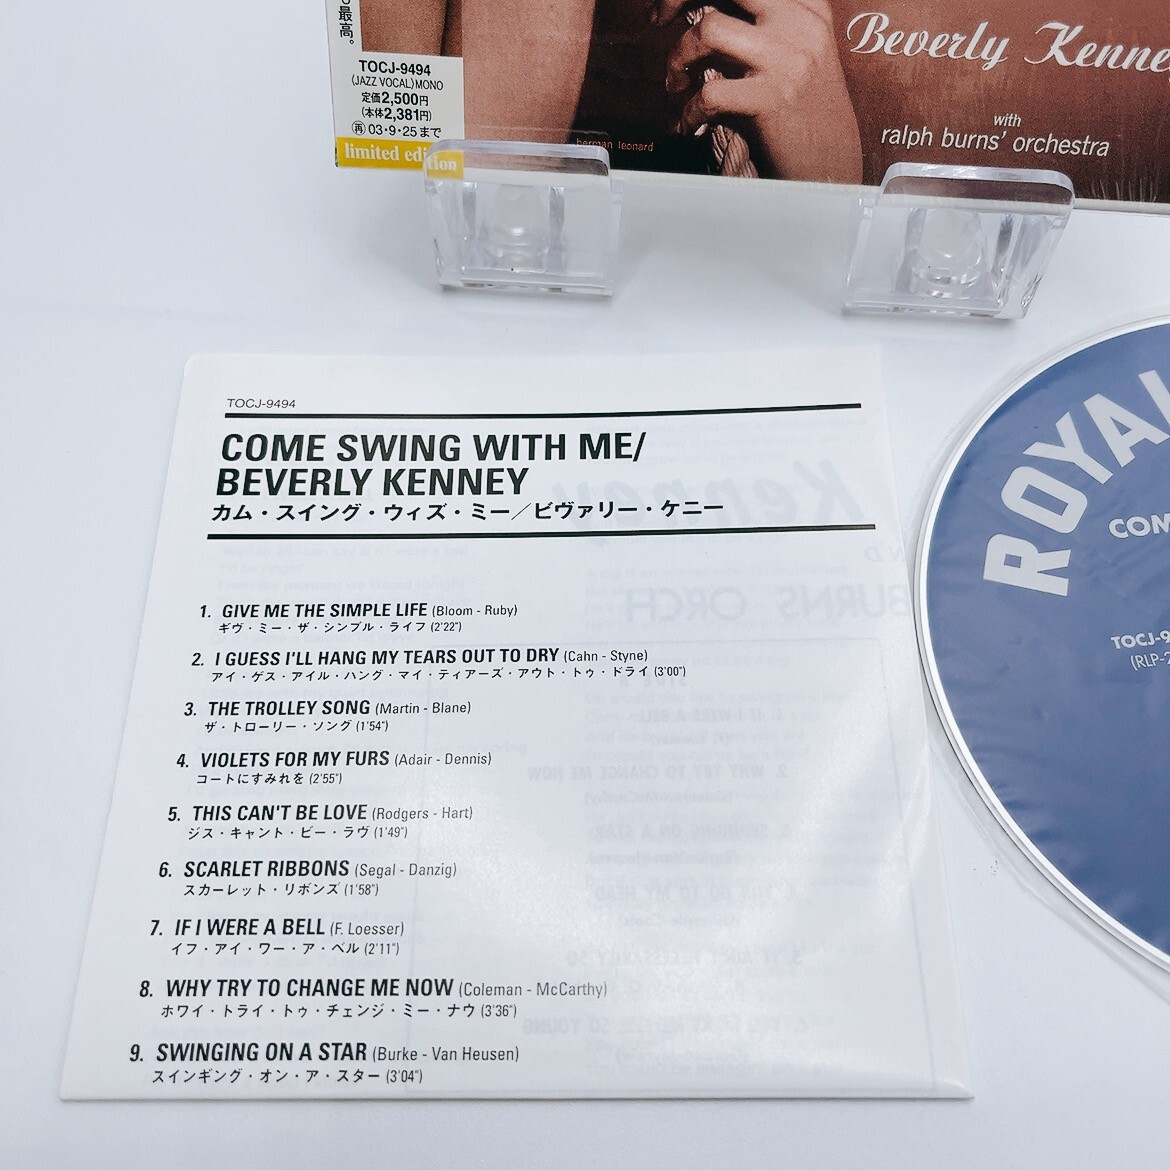 最高。
TOCJ-9494
〈JAZZ VOCAL〉MONO
定価2,500円
(本体2,381円)
再 03・9・25まで
limited edition
herman leonard
Beverly Kenne
with
ralph burns' orchestra
TOCJ-9494
COME SWING WITH ME/
BEVERLY KENNEY
カム・スイング・ウィズ・ミー／ビヴァリー・ケニー
1. GIVE ME THE SIMPLE LIFE (Bloom - Ruby)
ギヴ・ミー・ザ・シンプル・ライフ (2'22")
2. I GUESS I'LL HANG MY TEARS OUT TO DRY (Cahn - Styne)
アイ・ゲス・アイル・ハング・マイ・ティアーズ・アウト・トゥ・ドライ (3'00")
3. THE TROLLEY SONG (Martin - Blane)
ザ・トローリー・ソング (1'54")
4. VIOLETS FOR MY FURS (Adair - Dennis)
コートにすみれを (2'55")
5. THIS CAN'T BE LOVE (Rodgers - Hart)
ジス・キャント・ビー・ラヴ (1'49")
6. SCARLET RIBBONS (Segal - Danzig)
スカーレット・リボンズ (1'58")
7. IF I WERE A BELL (F. Loesser)
イフ・アイ・ワー・ア・ベル (2'11")
8. WHY TRY TO CHANGE ME NOW (Coleman - McCarthy)
ホワイ・トライ・トゥ・チェンジ・ミー・ナウ (3'36")
9. SWINGING ON A STAR (Burke - Van Heusen)
スインギング・オン・ア・スター (3'04")
ROYAL
COM
TOCJ-9
(RLP-2